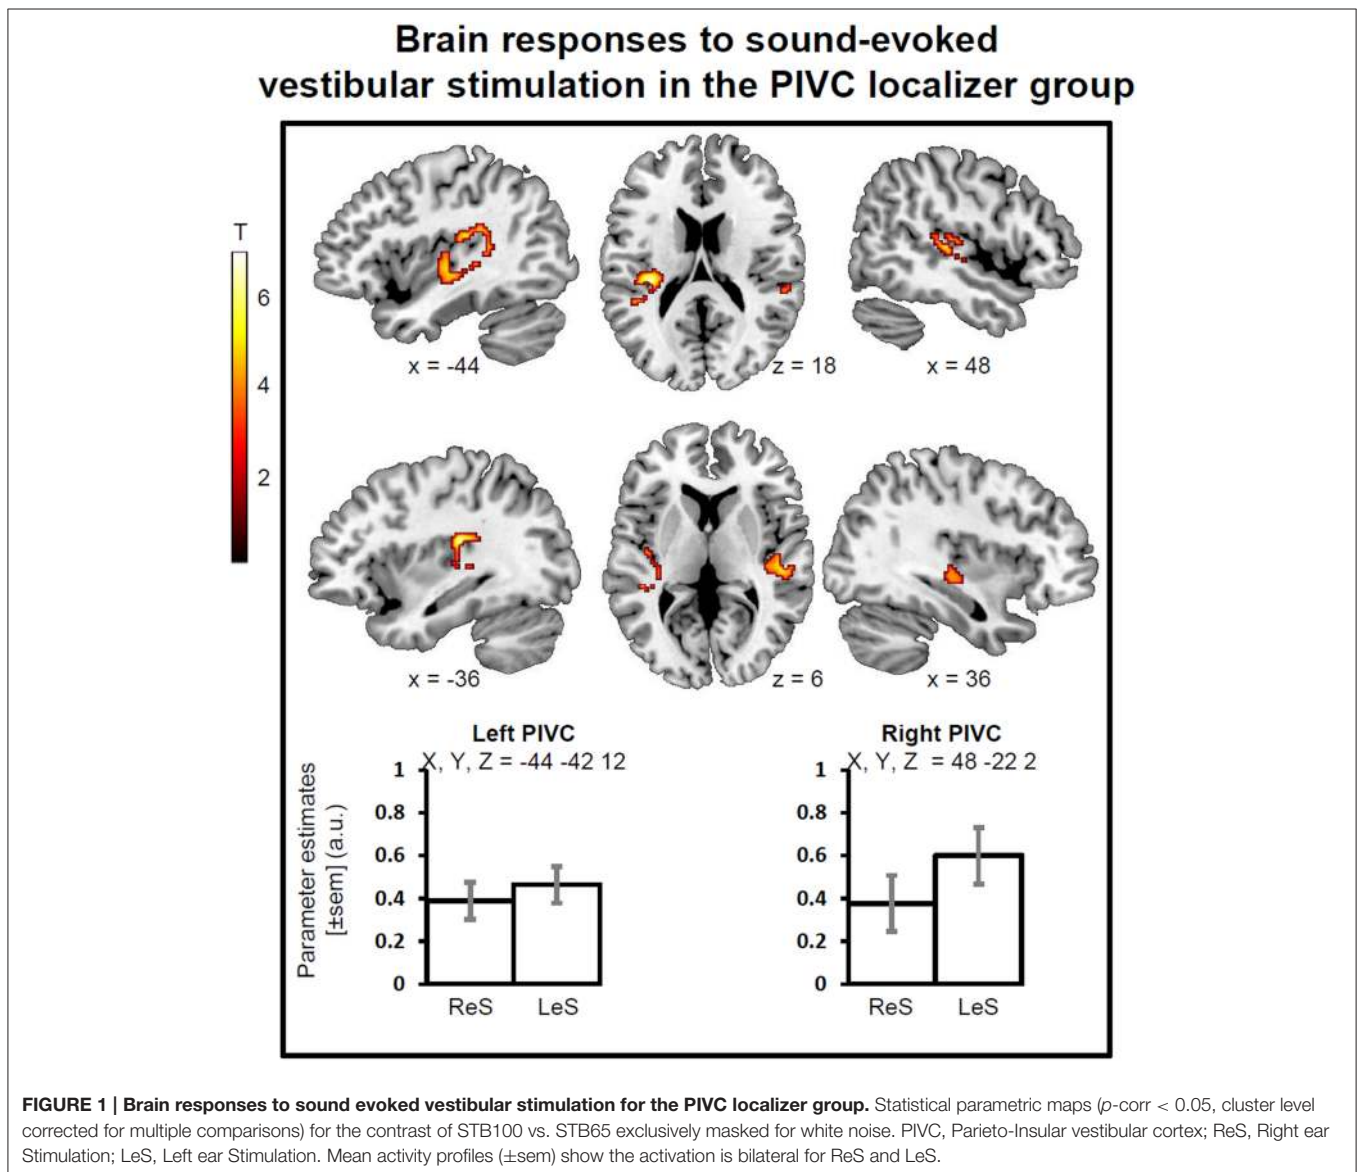 Brain responses to sound-evoked
vestibular stimulation in the PIVC localizer group
T
6
4
2
x = -44
z = 18
x = 48
x = -36
z = 6
x = 36
Left PIVC
X, Y, Z = -44 -42 12
Parameter estimates
[±sem] (a.u.)
1
0.8
0.6
0.4
0.2
0
ReS LeS
Right PIVC
X, Y, Z = 48 -22 2
1
0.8
0.6
0.4
0.2
0
ReS LeS
FIGURE 1 | Brain responses to sound evoked vestibular stimulation for the PIVC localizer group. Statistical parametric maps (p-corr < 0.05, cluster level
corrected for multiple comparisons) for the contrast of STB100 vs. STB65 exclusively masked for white noise. PIVC, Parieto-Insular vestibular cortex; ReS, Right ear
Stimulation; LeS, Left ear Stimulation. Mean activity profiles (±sem) show the activation is bilateral for ReS and LeS.